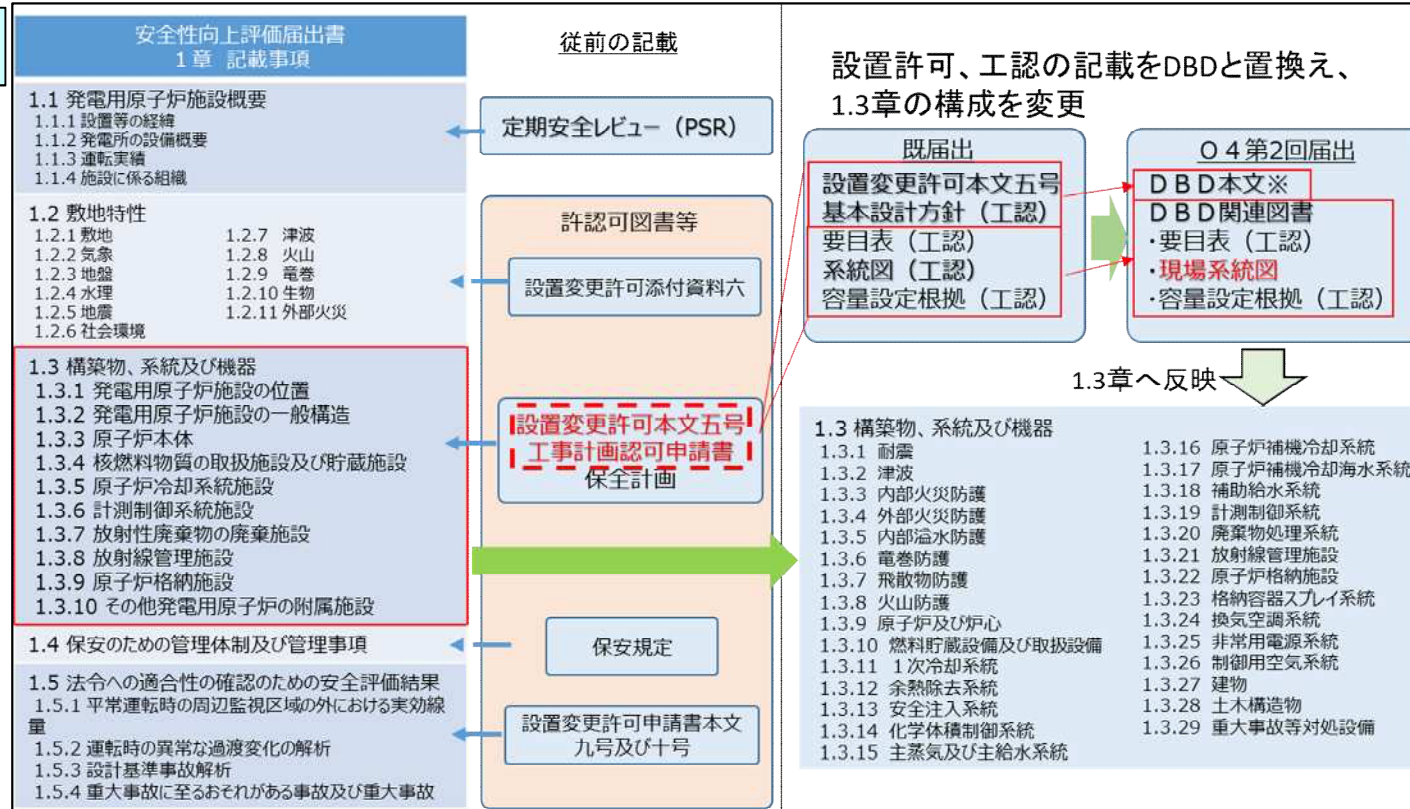 安全性向上評価届出書
1章 記載事項
1.1 発電用原子炉施設概要
1.1.1 設置等の経緯
1.1.2 発電所の設備概要
1.1.3 運転実績
1.1.4 施設に係る組織
1.2 敷地特性
1.2.1 敷地
1.2.2 気象
1.2.3 地盤
1.2.4 水理
1.2.5 地震
1.2.6 社会環境
1.2.7 津波
1.2.8 火山
1.2.9 竜巻
1.2.10 生物
1.2.11 外部火災
1.3 構築物、系統及び機器
1.3.1 発電用原子炉施設の位置
1.3.2 発電用原子炉施設の一般構造
1.3.3 原子炉本体
1.3.4 核燃料物質の取扱施設及び貯蔵施設
1.3.5 原子炉冷却系統施設
1.3.6 計測制御系統施設
1.3.7 放射性廃棄物の廃棄施設
1.3.8 放射線管理施設
1.3.9 原子炉格納施設
1.3.10 その他発電用原子炉の附属施設
1.4 保安のための管理体制及び管理事項
1.5 法令への適合性の確認のための安全評価結果
1.5.1 平常運転時の周辺監視区域の外における実効線
量
1.5.2 運転時の異常な過渡変化の解析
1.5.3 設計基準事故解析
1.5.4 重大事故に至るおそれがある事故及び重大事故
従前の記載
定期安全レビュー（PSR）
許認可図書等
設置変更許可添付資料六
設置変更許可本文五号
工事計画認可申請書
保全計画
保安規定
設置変更許可申請書本文
九号及び十号
設置許可、工認の記載をDBDと置換え、
1.3章の構成を変更
既届出
設置変更許可本文五号
基本設計方針（工認）
要目表（工認）
系統図（工認）
容量設定根拠（工認）
O4第2回届出
DBD本文※
DBD関連図書
・要目表（工認）
・現場系統図
・容量設定根拠（工認）
1.3章へ反映
1.3 構築物、系統及び機器
1.3.1 耐震
1.3.2 津波
1.3.3 内部火災防護
1.3.4 外部火災防護
1.3.5 内部溢水防護
1.3.6 竜巻防護
1.3.7 飛散物防護
1.3.8 火山防護
1.3.9 原子炉及び炉心
1.3.10 燃料貯蔵設備及び取扱設備
1.3.11 1次冷却系統
1.3.12 余熱除去系統
1.3.13 安全注入系統
1.3.14 化学体積制御系統
1.3.15 主蒸気及び主給水系統
1.3.16 原子炉補機冷却系統
1.3.17 原子炉補機冷却海水系統
1.3.18 補助給水系統
1.3.19 計測制御系統
1.3.20 廃棄物処理系統
1.3.21 放射線管理施設
1.3.22 原子炉格納施設
1.3.23 格納容器スプレイ系統
1.3.24 換気空調系統
1.3.25 非常用電源系統
1.3.26 制御用空気系統
1.3.27 建物
1.3.28 土木構造物
1.3.29 重大事故等対処設備